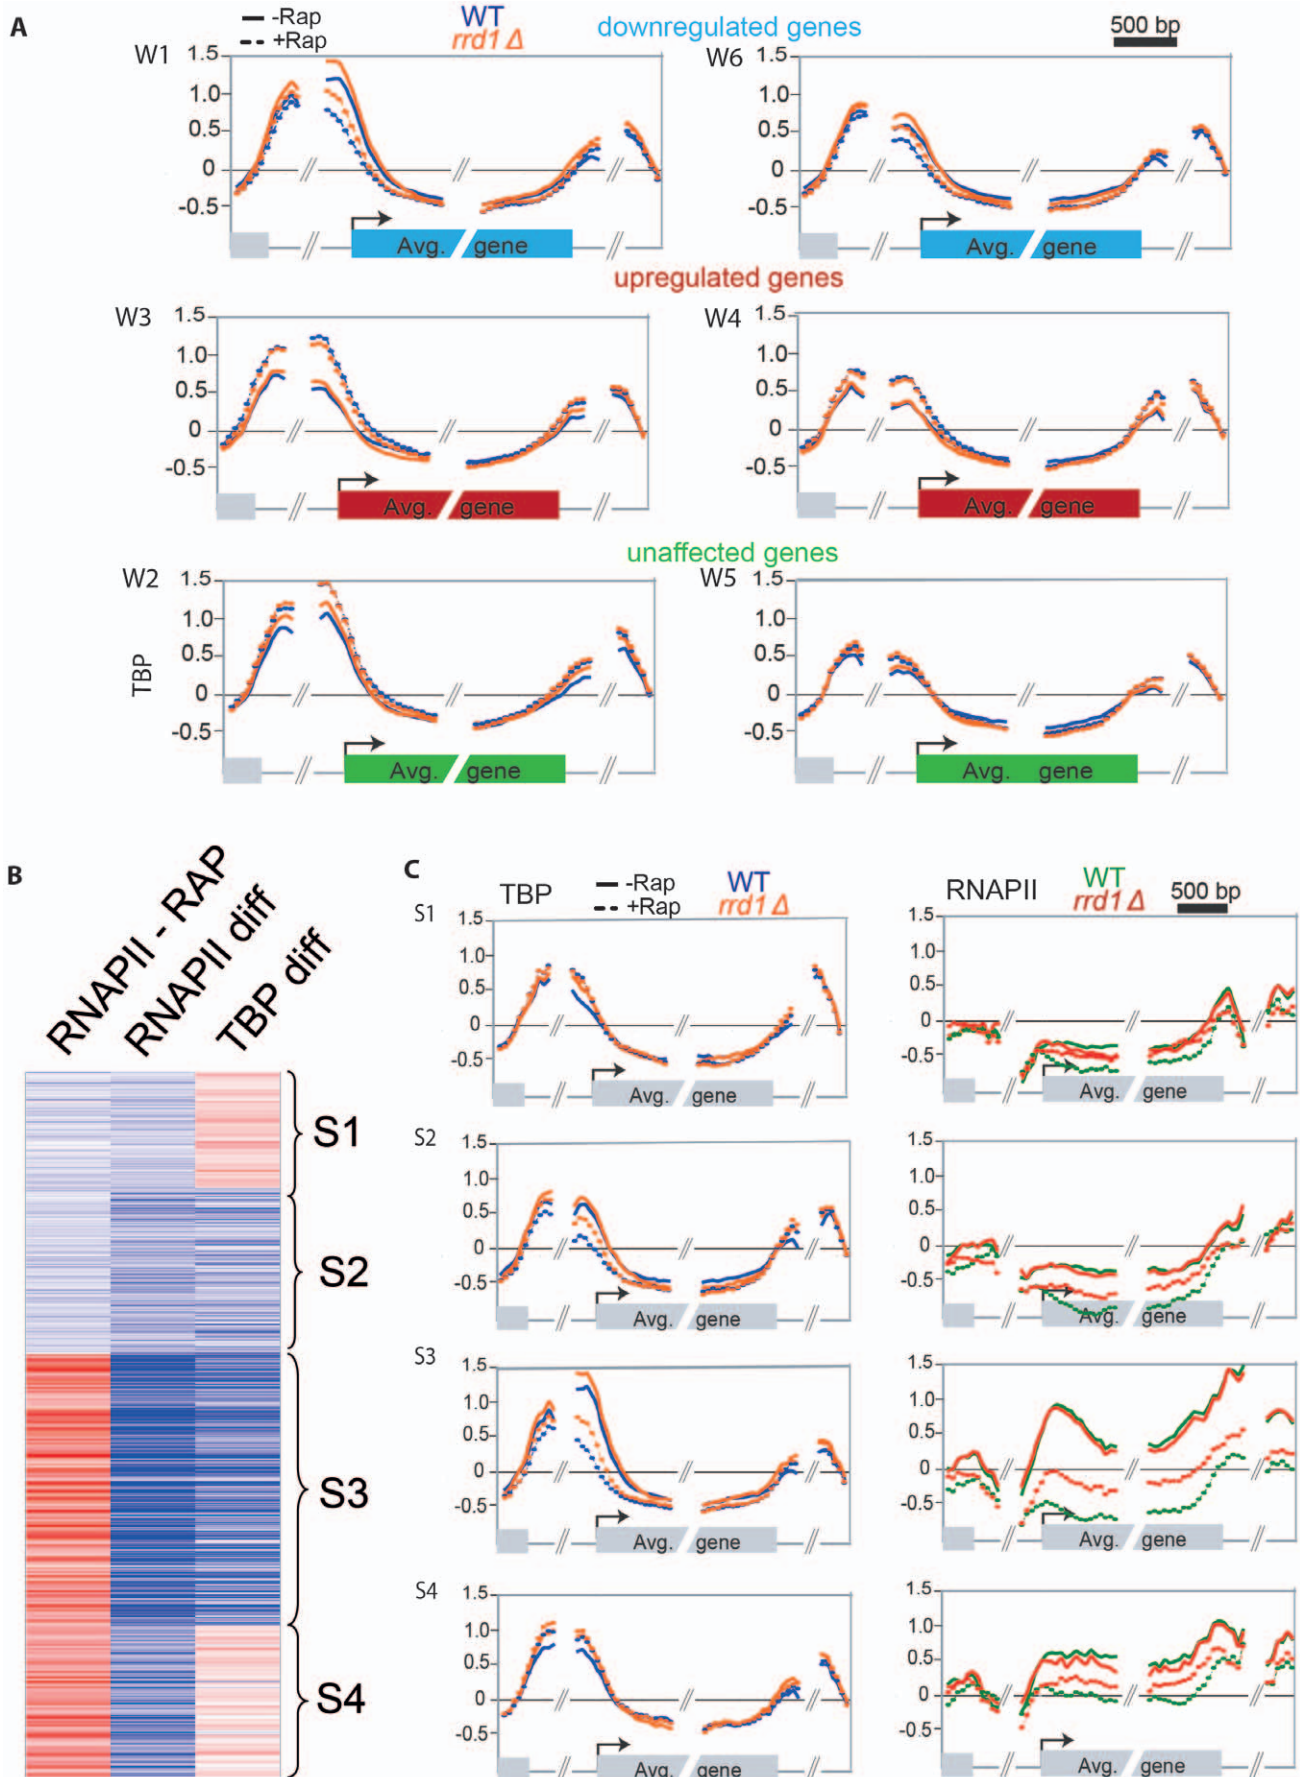 A
-Rap
+Rap
WT
rrd1 Δ
downregulated genes
500 bp
W1
1.5
1.0
0.5
0
-0.5
Avg. gene
W6
1.5
1.0
0.5
0
-0.5
Avg. gene
upregulated genes
W3
1.5
1.0
0.5
0
-0.5
Avg. gene
W4
1.5
1.0
0.5
0
-0.5
Avg. gene
unaffected genes
W2
1.5
1.0
0.5
0
-0.5
TBP
Avg. gene
W5
1.5
1.0
0.5
0
-0.5
Avg. gene
B
RNAPII - RAP
RNAPII diff
TBP diff
S1
S2
S3
S4
C
TBP
-Rap
+Rap
WT
rrd1 Δ
RNAPII
WT
rrd1 Δ
500 bp
S1
1.5
1.0
0.5
0
-0.5
Avg. gene
1.5
1.0
0.5
0
-0.5
Avg. gene
S2
1.5
1.0
0.5
0
-0.5
Avg. gene
1.5
1.0
0.5
0
-0.5
Avg. gene
S3
1.5
1.0
0.5
0
-0.5
Avg. gene
1.5
1.0
0.5
0
-0.5
Avg. gene
S4
1.5
1.0
0.5
0
-0.5
Avg. gene
1.5
1.0
0.5
0
-0.5
Avg. gene